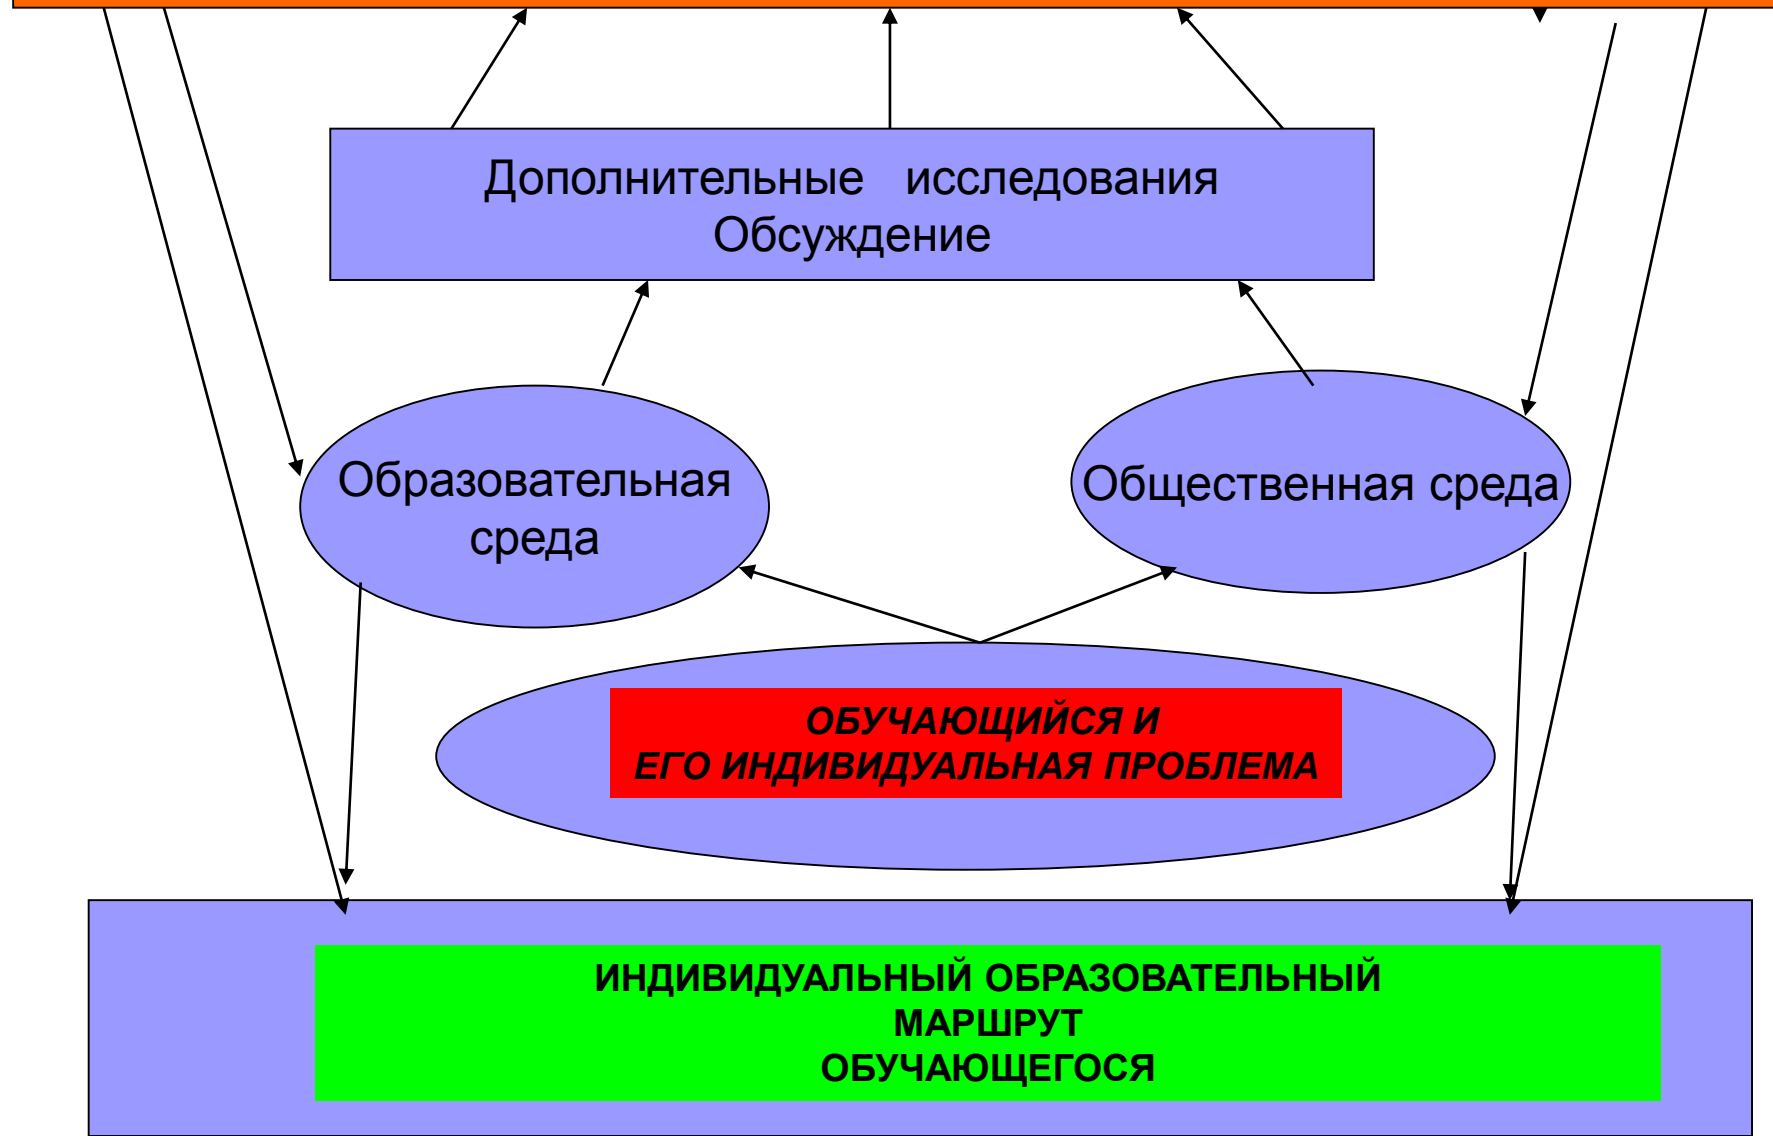 Дополнительные исследования
Обсуждение
Образовательная
среда
Общественная среда
ОБУЧАЮЩИЙСЯ И
ЕГО ИНДИВИДУАЛЬНАЯ ПРОБЛЕМА
ИНДИВИДУАЛЬНЫЙ ОБРАЗОВАТЕЛЬНЫЙ
МАРШРУТ
ОБУЧАЮЩЕГОСЯ